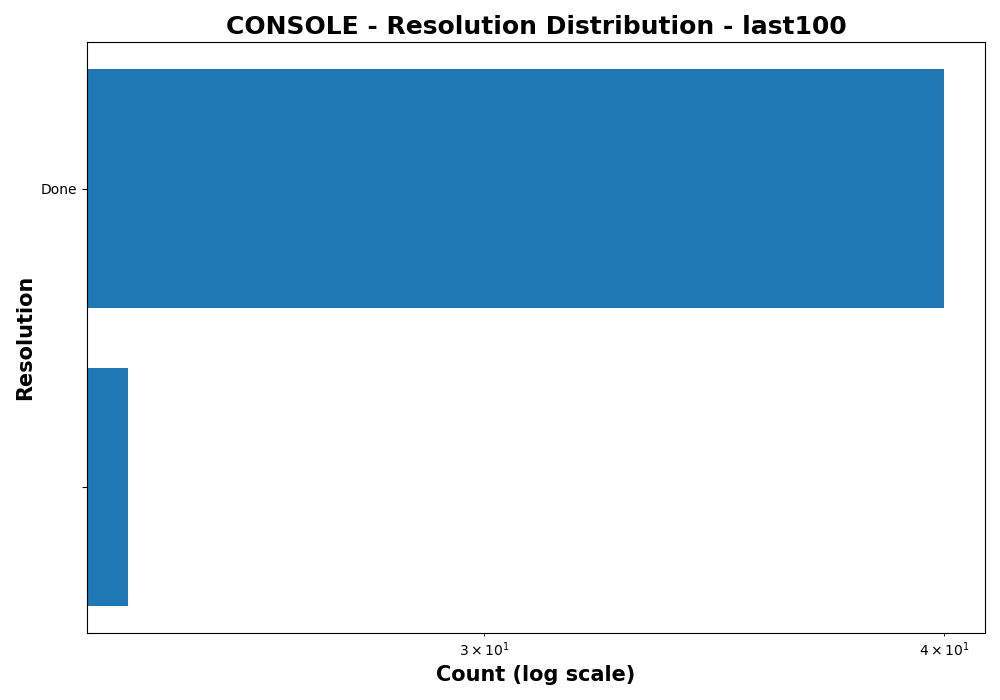 CONSOLE - Resolution Distribution - last100
Done
Resolution
3 × 10¹
4 × 10¹
Count (log scale)